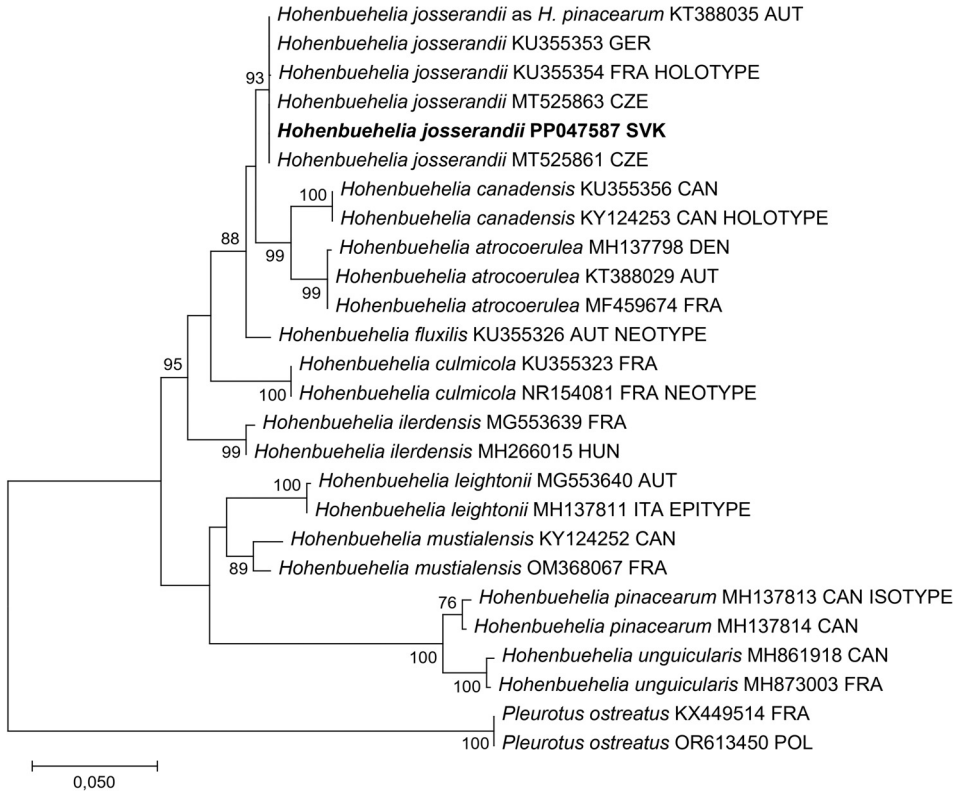 Hohenbuehelia josserandii as H. pinacearum KT388035 AUT
Hohenbuehelia josserandii KU355353 GER
93 Hohenbuehelia josserandii KU355354 FRA HOLOTYPE
Hohenbuehelia josserandii MT525863 CZE
Hohenbuehelia josserandii PP047587 SVK
Hohenbuehelia josserandii MT525861 CZE
100 Hohenbuehelia canadensis KU355356 CAN
Hohenbuehelia canadensis KY124253 CAN HOLOTYPE
88
99 Hohenbuehelia atrocoerulea MH137798 DEN
Hohenbuehelia atrocoerulea KT388029 AUT
99 Hohenbuehelia atrocoerulea MF459674 FRA
Hohenbuehelia fluxilis KU355326 AUT NEOTYPE
95 Hohenbuehelia culmicola KU355323 FRA
100 Hohenbuehelia culmicola NR154081 FRA NEOTYPE
Hohenbuehelia ilerdensis MG553639 FRA
99 Hohenbuehelia ilerdensis MH266015 HUN
100 Hohenbuehelia leightonii MG553640 AUT
Hohenbuehelia leightonii MH137811 ITA EPITYPE
Hohenbuehelia mustialensis KY124252 CAN
89 Hohenbuehelia mustialensis OM368067 FRA
76 Hohenbuehelia pinacearum MH137813 CAN ISOTYPE
Hohenbuehelia pinacearum MH137814 CAN
100 Hohenbuehelia unguicularis MH861918 CAN
100 Hohenbuehelia unguicularis MH873003 FRA
Pleurotus ostreatus KX449514 FRA
100 Pleurotus ostreatus OR613450 POL
0,050